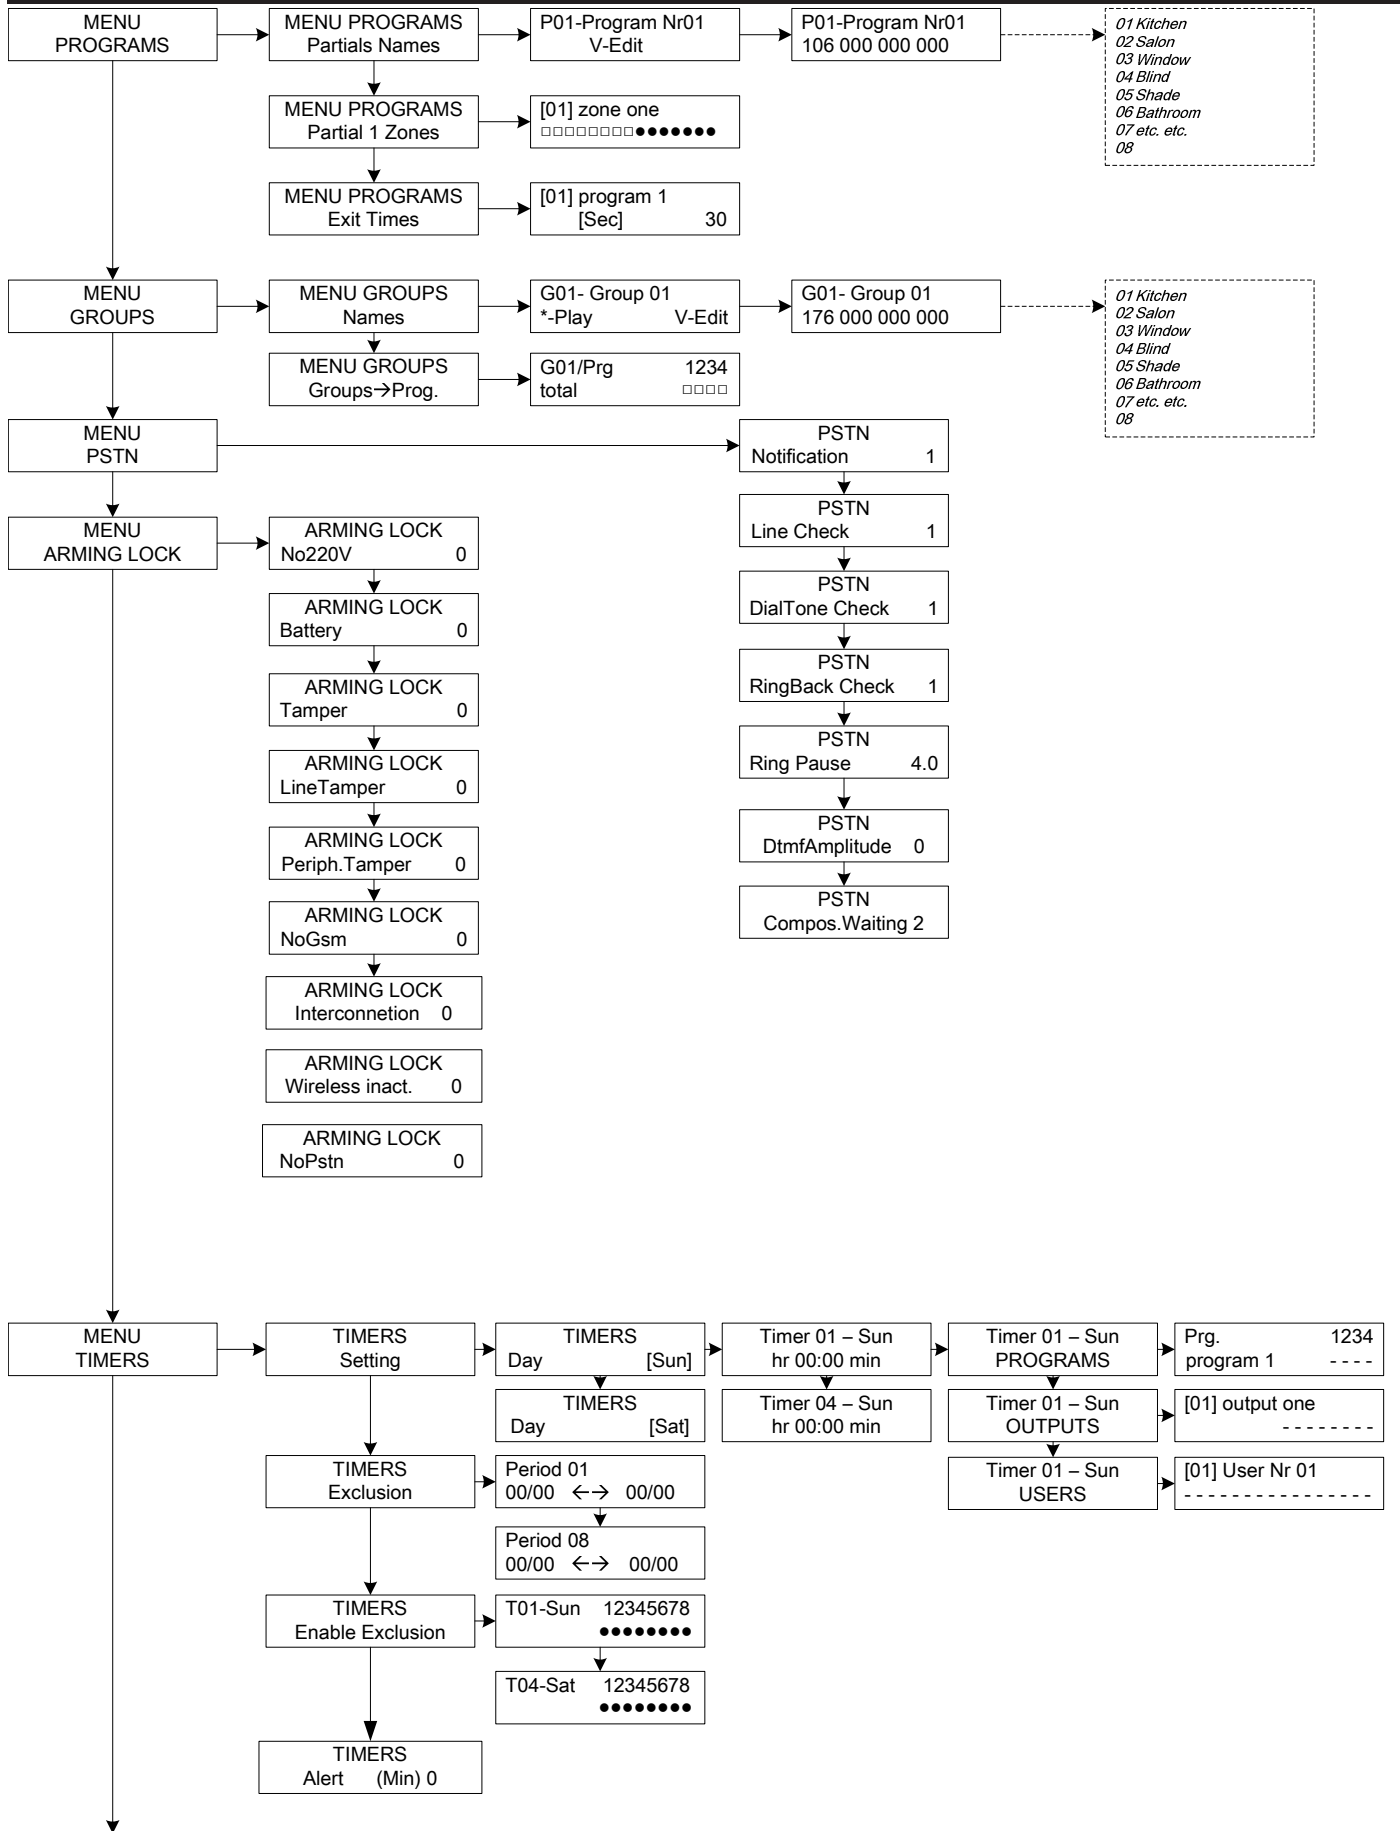 MENU
PROGRAMS
MENU PROGRAMS
Partials Names
P01-Program Nr01
V-Edit
P01-Program Nr01
106 000 000 000
01 Kitchen
02 Salon
03 Window
04 Blind
05 Shade
06 Bathroom
07 etc. etc.
08
MENU PROGRAMS
Partial 1 Zones
[01] zone one
□□□□□□□□●●●●●●●
MENU PROGRAMS
Exit Times
[01] program 1
[Sec] 30
MENU
GROUPS
MENU GROUPS
Names
G01- Group 01
*-Play V-Edit
G01- Group 01
176 000 000 000
01 Kitchen
02 Salon
03 Window
04 Blind
05 Shade
06 Bathroom
07 etc. etc.
08
MENU GROUPS
Groups→Prog.
G01/Prg 1234
total □□□□
MENU
PSTN
PSTN
Notification 1
PSTN
Line Check 1
PSTN
DialTone Check 1
PSTN
RingBack Check 1
PSTN
Ring Pause 4.0
PSTN
DtmfAmplitude 0
PSTN
Compos.Waiting 2
MENU
ARMING LOCK
ARMING LOCK
No220V 0
ARMING LOCK
Battery 0
ARMING LOCK
Tamper 0
ARMING LOCK
LineTamper 0
ARMING LOCK
Periph.Tamper 0
ARMING LOCK
NoGsm 0
ARMING LOCK
Interconnetion 0
ARMING LOCK
Wireless inact. 0
ARMING LOCK
NoPstn 0
MENU
TIMERS
TIMERS
Setting
TIMERS
Day [Sun]
Timer 01 – Sun
hr 00:00 min
Timer 01 – Sun
PROGRAMS
Prg. 1234
program 1 - - - -
TIMERS
Day [Sat]
Timer 04 – Sun
hr 00:00 min
Timer 01 – Sun
OUTPUTS
[01] output one
- - - - - - - -
Timer 01 – Sun
USERS
[01] User Nr 01
- - - - - - - - - - - - - - - -
TIMERS
Exclusion
Period 01
00/00 ←→ 00/00
Period 08
00/00 ←→ 00/00
TIMERS
Enable Exclusion
T01-Sun 12345678
●●●●●●●●
T04-Sat 12345678
●●●●●●●●
TIMERS
Alert (Min) 0